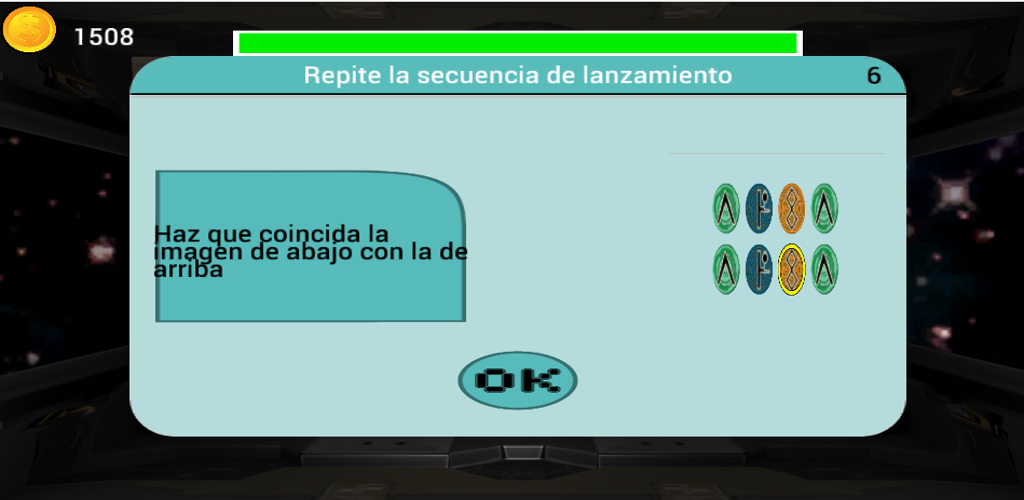 1508
Repite la secuencia de lanzamiento
6
Haz que coincida la
imagen de abajo con la de
arriba
OK